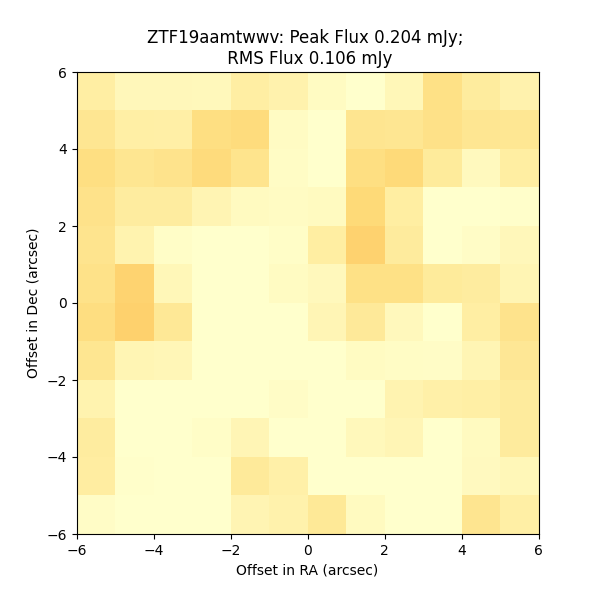 ZTF19aamtwwv: Peak Flux 0.204 mJy;
RMS Flux 0.106 mJy
6
4
2
0
−2
−4
−6
Offset in Dec (arcsec)
−6 −4 −2 0 2 4 6
Offset in RA (arcsec)